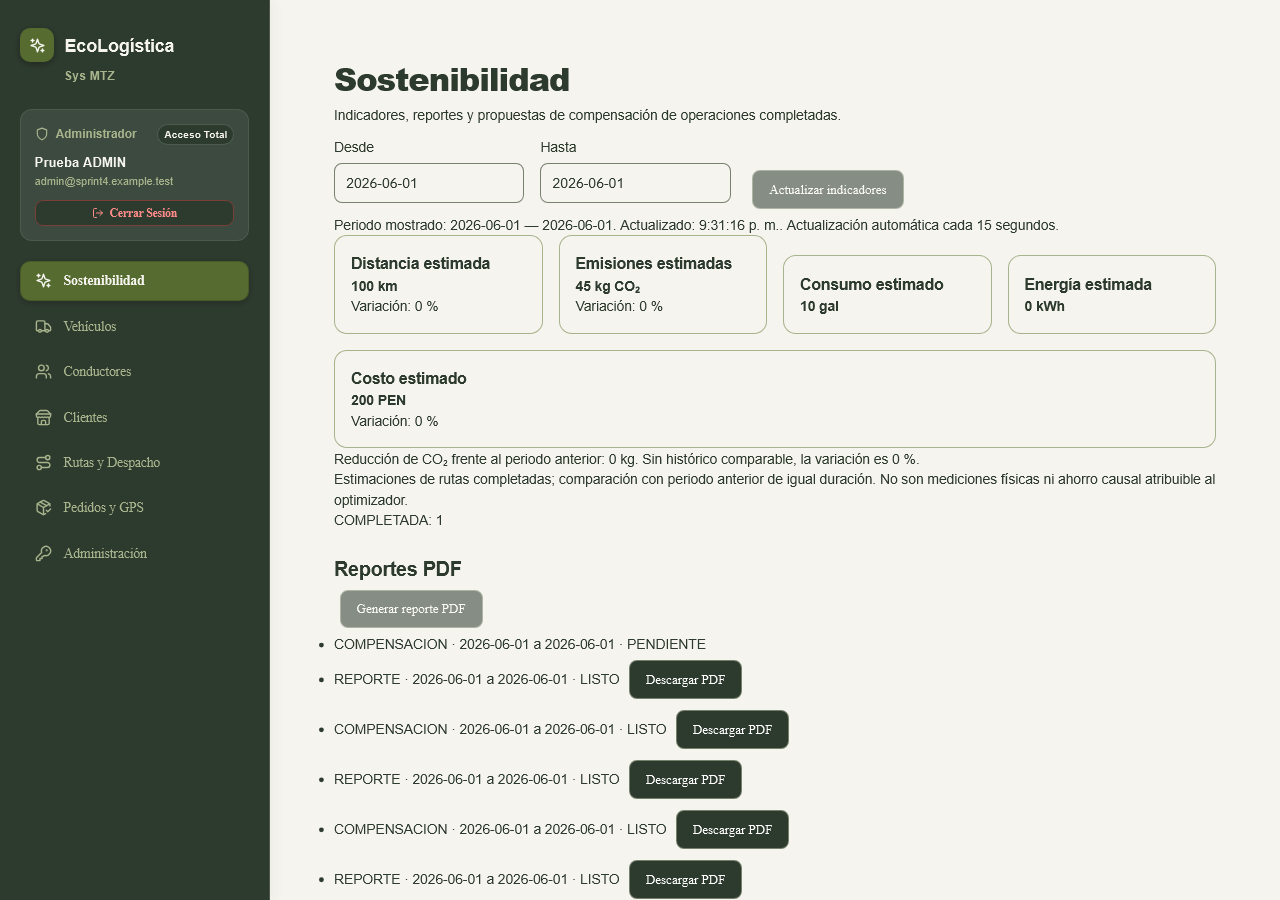 EcoLogística
Sys MTZ
Administrador
Acceso Total
Prueba ADMIN
admin@sprint4.example.test
Cerrar Sesión
Sostenibilidad
Vehículos
Conductores
Clientes
Rutas y Despacho
Pedidos y GPS
Administración
Sostenibilidad
Indicadores, reportes y propuestas de compensación de operaciones completadas.
Desde
Hasta
2026-06-01
2026-06-01
Actualizar indicadores
Periodo mostrado: 2026-06-01 — 2026-06-01. Actualizado: 9:31:16 p. m.. Actualización automática cada 15 segundos.
Distancia estimada
100 km
Variación: 0 %
Emisiones estimadas
45 kg CO₂
Variación: 0 %
Consumo estimado
10 gal
Energía estimada
0 kWh
Costo estimado
200 PEN
Variación: 0 %
Reducción de CO₂ frente al periodo anterior: 0 kg. Sin histórico comparable, la variación es 0 %.
Estimaciones de rutas completadas; comparación con periodo anterior de igual duración. No son mediciones físicas ni ahorro causal atribuible al
optimizador.
COMPLETADA: 1
Reportes PDF
Generar reporte PDF
• COMPENSACION · 2026-06-01 a 2026-06-01 · PENDIENTE
• REPORTE · 2026-06-01 a 2026-06-01 · LISTO Descargar PDF
• COMPENSACION · 2026-06-01 a 2026-06-01 · LISTO Descargar PDF
• REPORTE · 2026-06-01 a 2026-06-01 · LISTO Descargar PDF
• COMPENSACION · 2026-06-01 a 2026-06-01 · LISTO Descargar PDF
• REPORTE · 2026-06-01 a 2026-06-01 · LISTO Descargar PDF